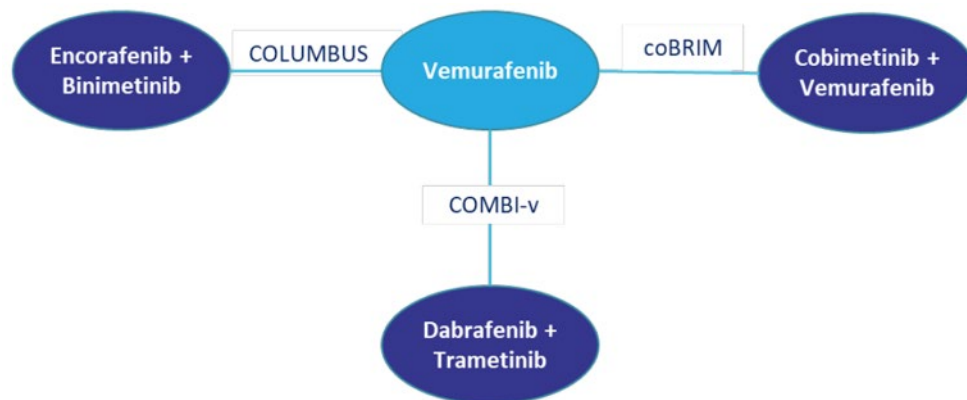 Encorafenib +
Binimetinib
COLUMBUS
Vemurafenib
coBRIM
Cobimetinib +
Vemurafenib
COMBI-v
Dabrafenib +
Trametinib